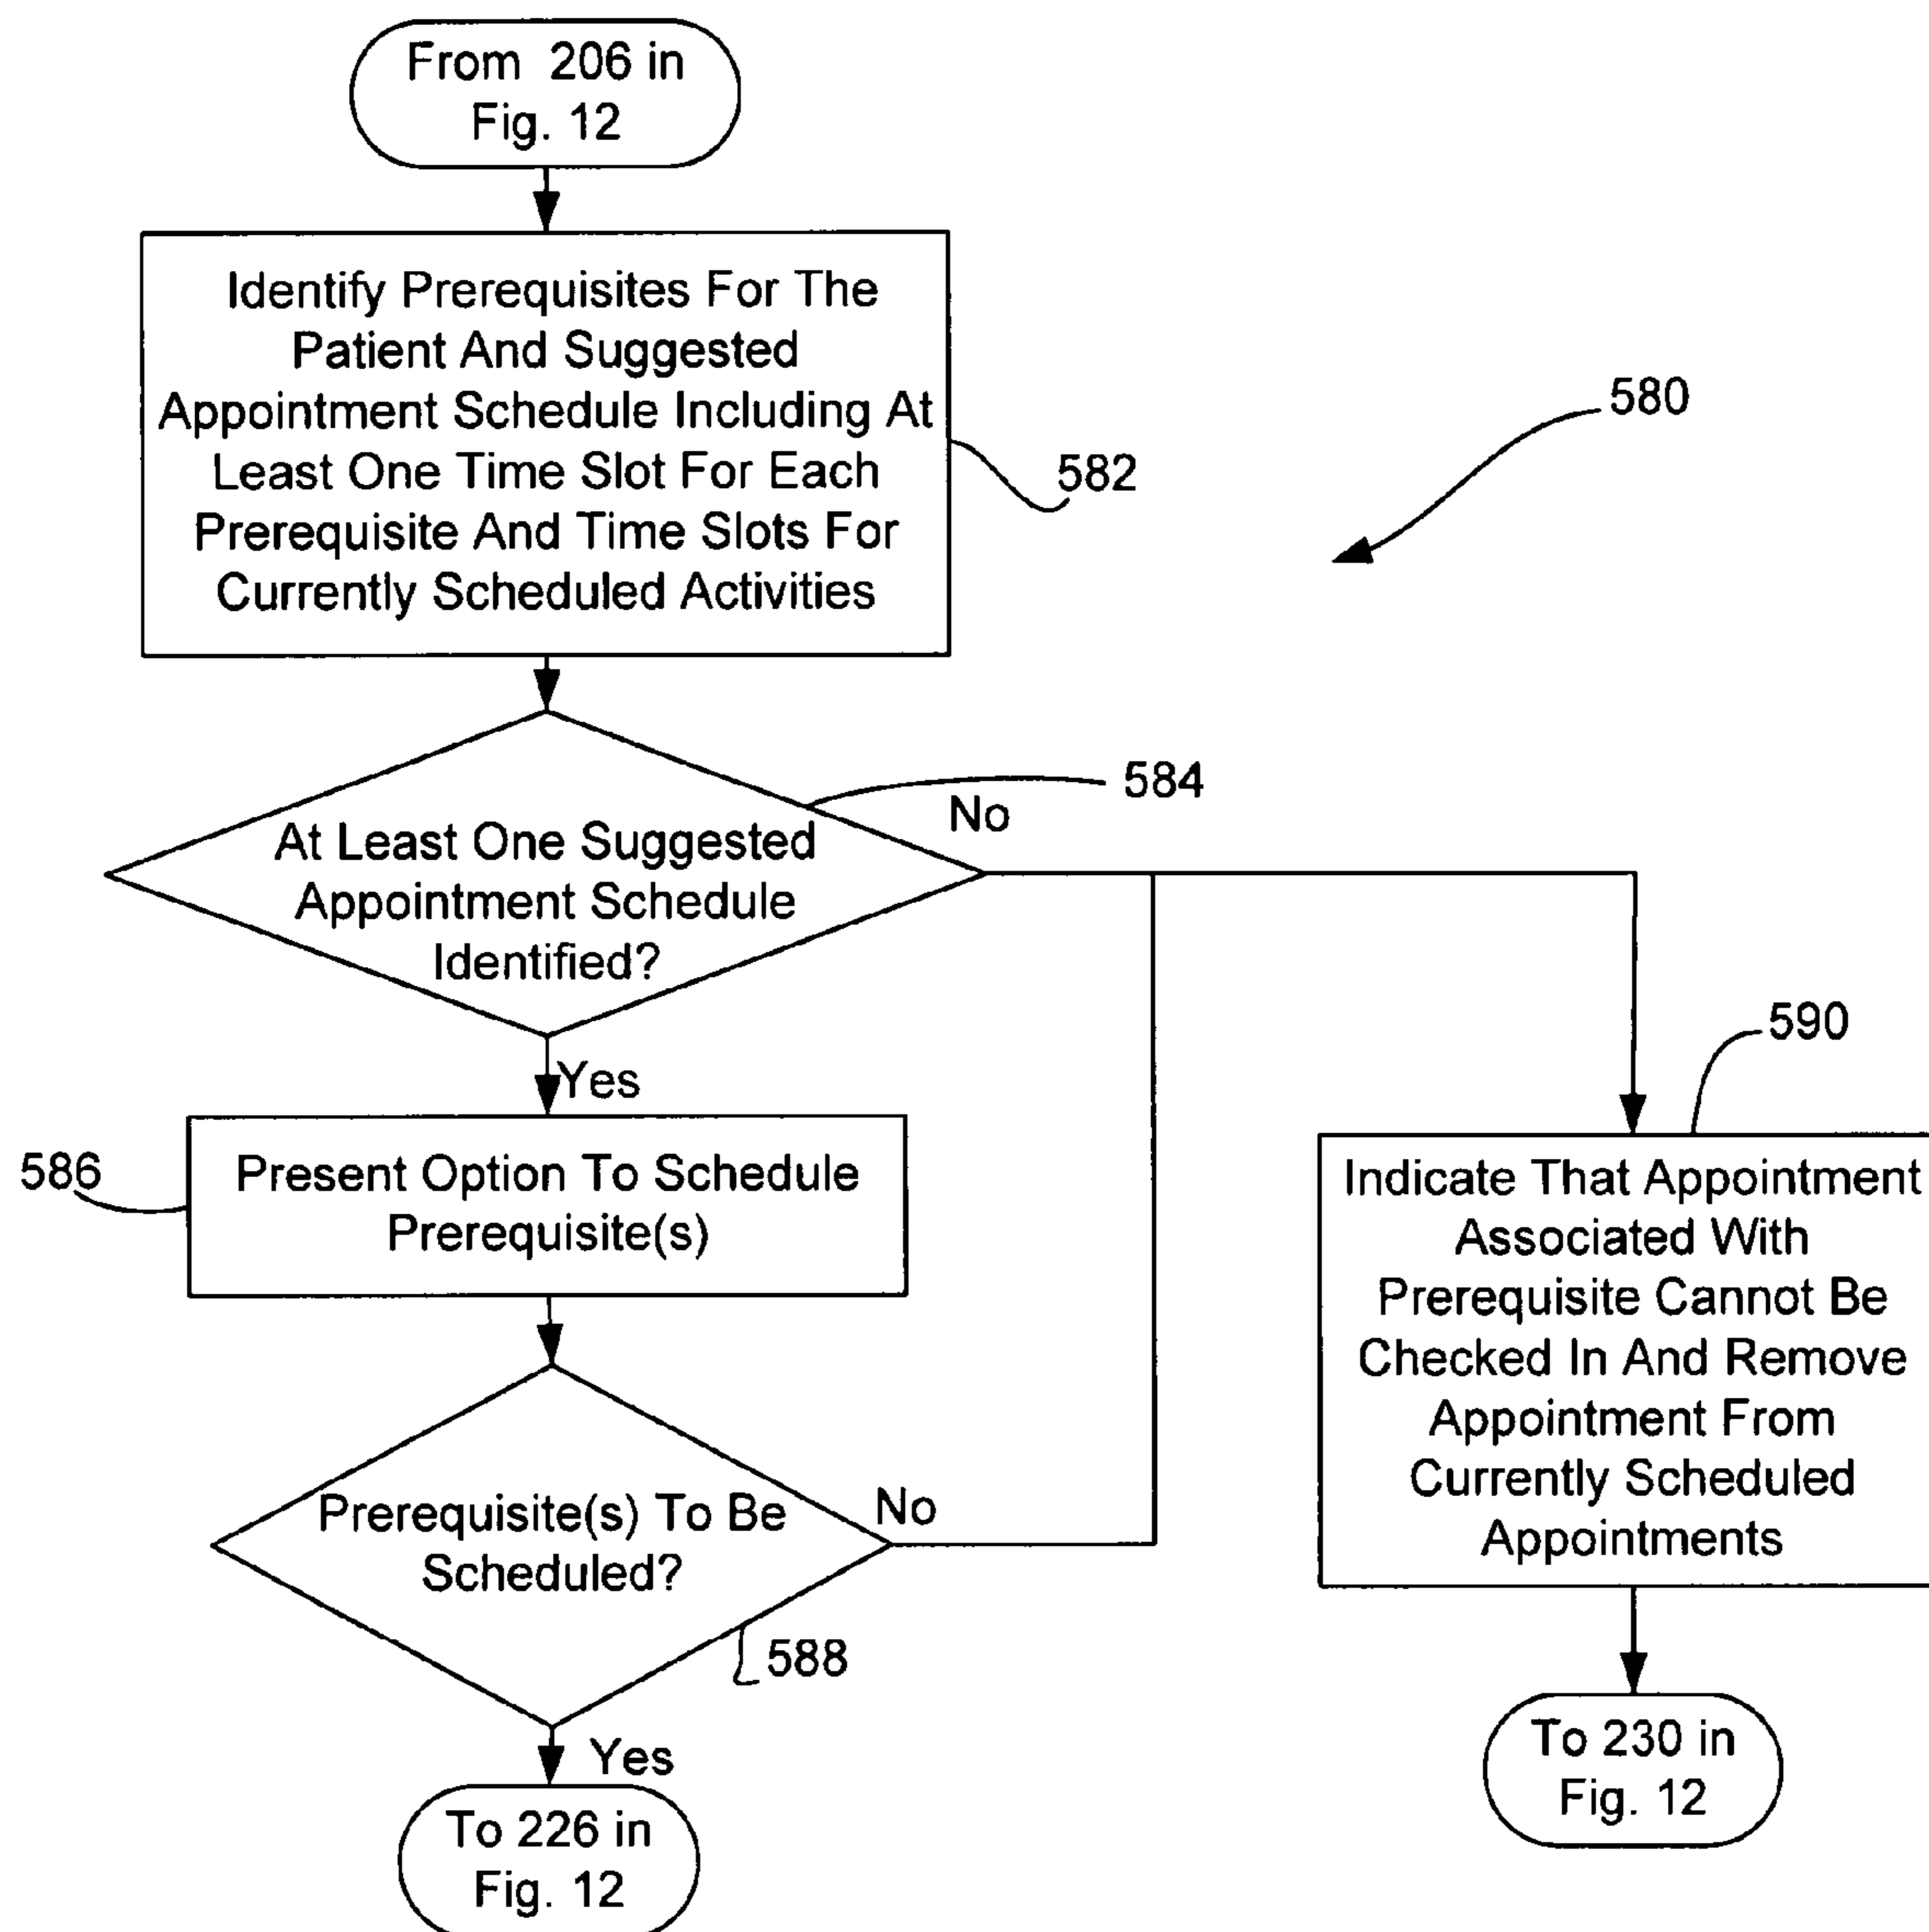 From 206 in
Fig. 12
Identify Prerequisites For The
Patient And Suggested
Appointment Schedule Including At
Least One Time Slot For Each
Prerequisite And Time Slots For
Currently Scheduled Activities
580
582
584
No
At Least One Suggested
Appointment Schedule
Identified?
Yes
590
586
Present Option To Schedule
Prerequisite(s)
Indicate That Appointment
Associated With
Prerequisite Cannot Be
Checked In And Remove
Appointment From
Currently Scheduled
Appointments
Prerequisite(s) To Be
Scheduled?
No
588
Yes
To 226 in
Fig. 12
To 230 in
Fig. 12